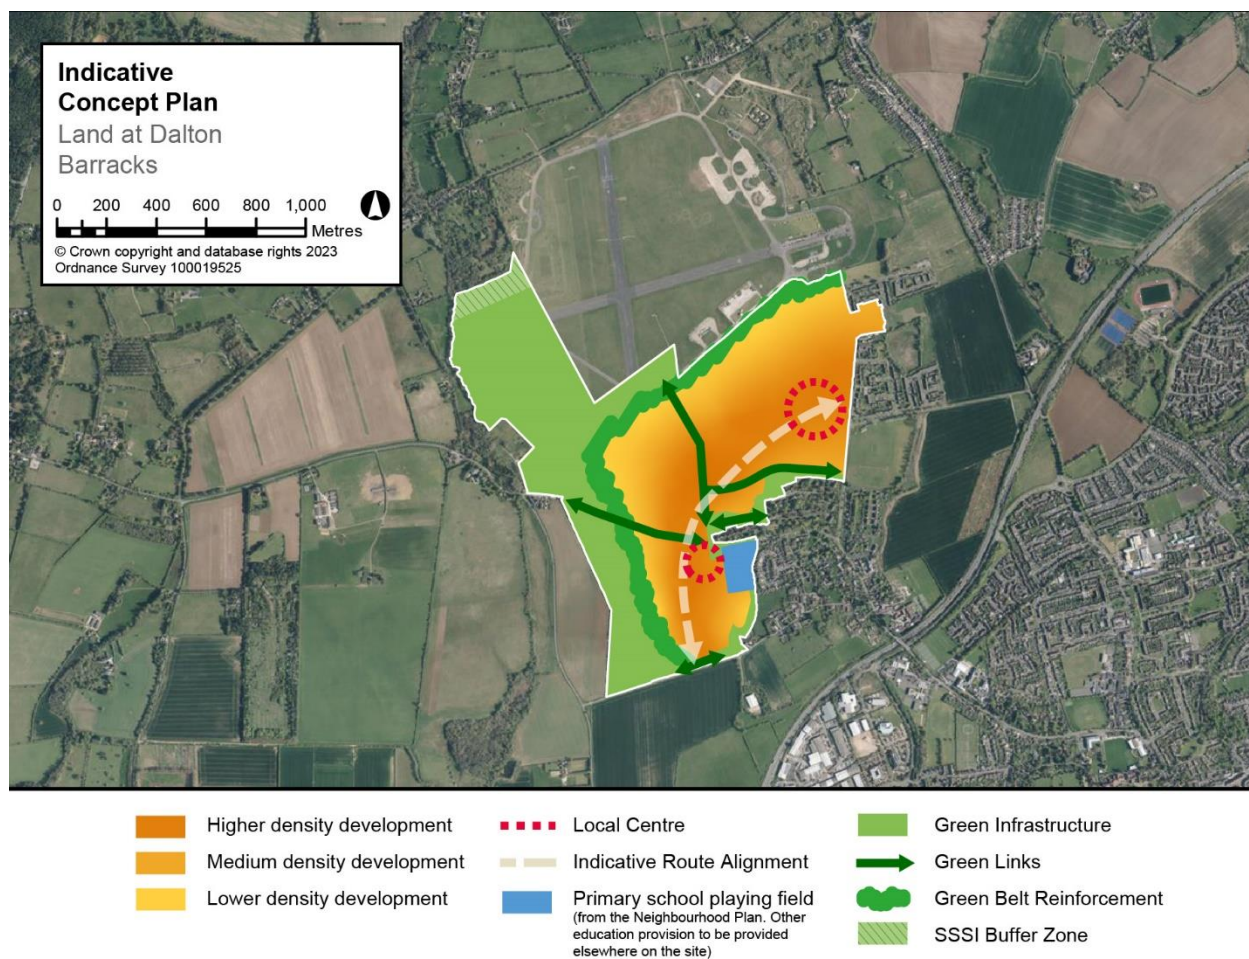 Indicative
Concept Plan
Land at Dalton
Barracks
0 200 400 600 800 1,000
Metres
© Crown copyright and database rights 2023
Ordnance Survey 100019525
Higher density development
Medium density development
Lower density development
Local Centre
Indicative Route Alignment
Primary school playing field
(from the Neighbourhood Plan. Other
education provision to be provided
elsewhere on the site)
Green Infrastructure
Green Links
Green Belt Reinforcement
SSSI Buffer Zone